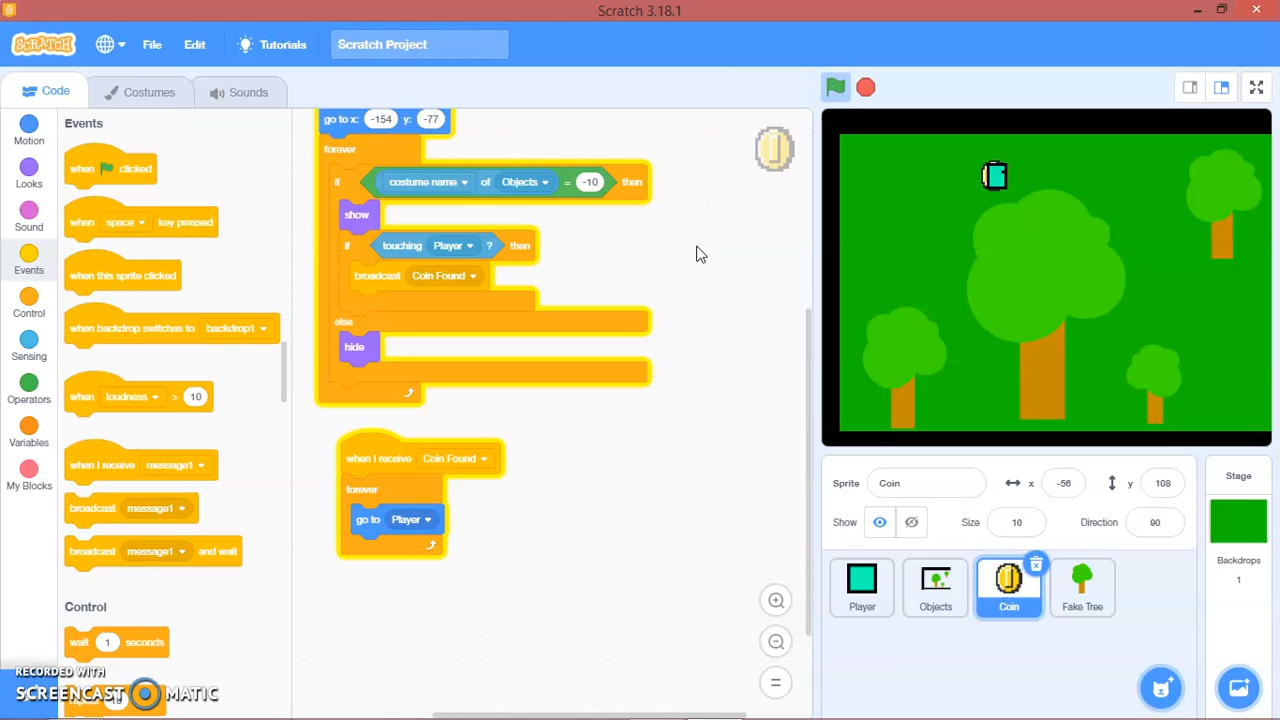 Scratch 3.18.1
SCRATCH File Edit Tutorials Scratch Project
Code Costumes Sounds
Motion
Looks
Sound
Events
Control
Sensing
Operators
Variables
My Blocks
Events
when clicked
when space key pressed
when this sprite clicked
when backdrop switches to backdrop1
when loudness > 10
when I receive message1
broadcast message1
broadcast message1 and wait
Control
wait 1 seconds
go to x: -154 y: -77
forever
if costume name of Objects = -10 then
show
if touching Player ? then
broadcast Coin Found
else
hide
when I receive Coin Found
forever
go to Player
Sprite Coin x -56 y 108
Show Size 10 Direction 90
Player Objects Coin Fake Tree
Stage
Backdrops
1
RECORDED WITH
SCREENCAST MATIC